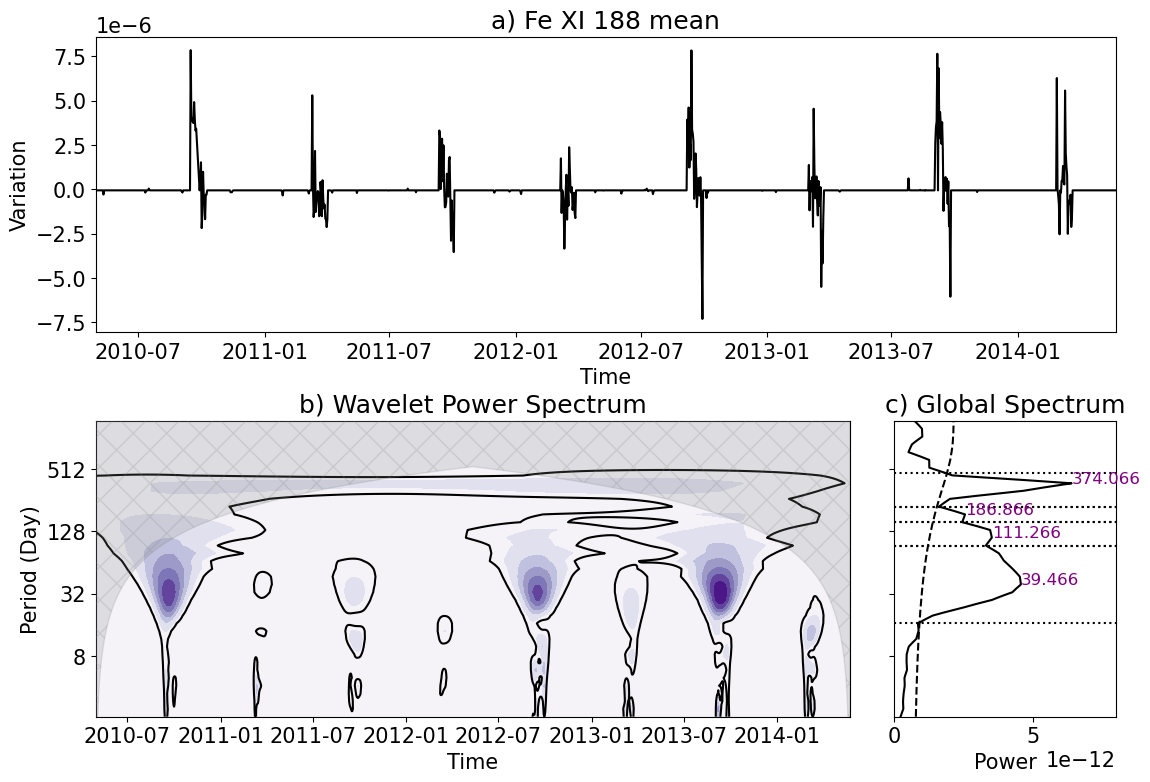 a) Fe XI 188 mean
1e−6
7.5
5.0
2.5
0.0
−2.5
−5.0
−7.5
Variation
2010-07 2011-01 2011-07 2012-01 2012-07 2013-01 2013-07 2014-01
Time
b) Wavelet Power Spectrum
512
128
32
8
Period (Day)
2010-07 2011-01 2011-07 2012-01 2012-07 2013-01 2013-07 2014-01
Time
c) Global Spectrum
374.066
186.866
111.266
39.466
0 5
Power 1e−12